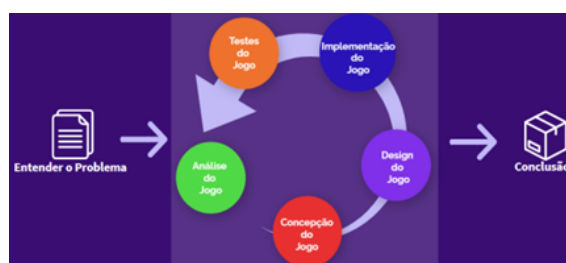 Entender o Problema
Testes
do
Jogo
Implementação
do
Jogo
Design
do
Jogo
Concepção
do
Jogo
Análise
do
Jogo
Conclusão